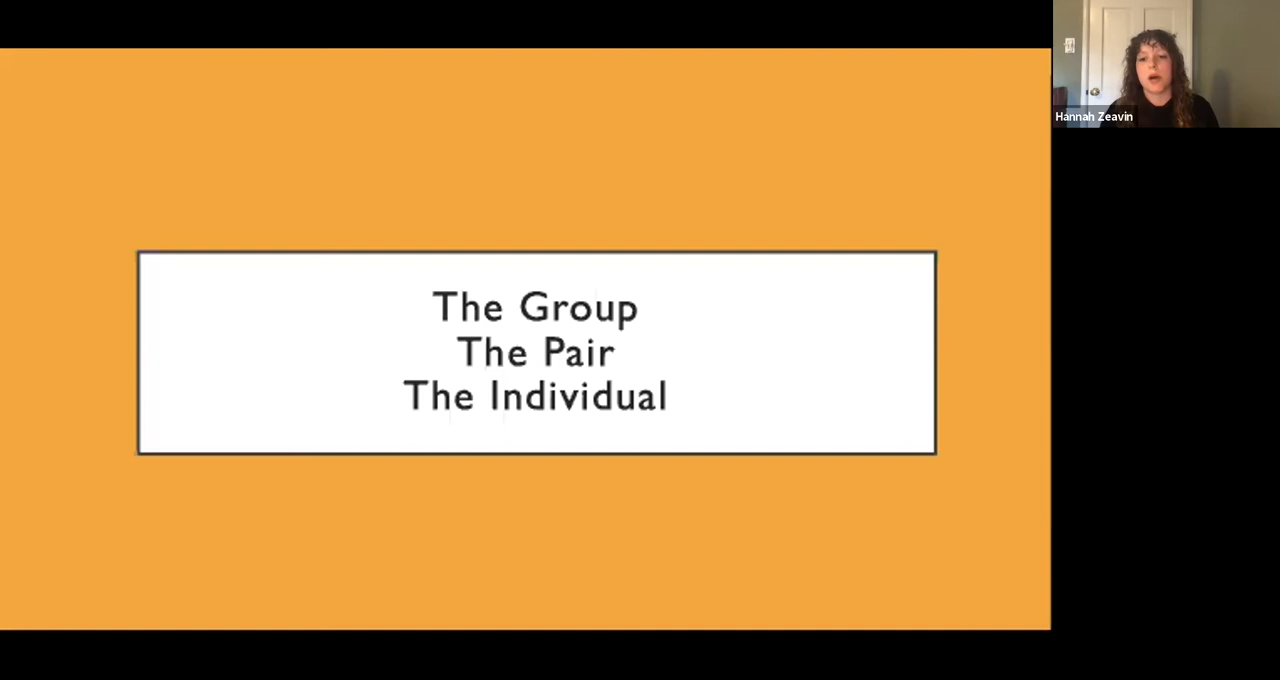 The Group
The Pair
The Individual
Hannah Zeavin